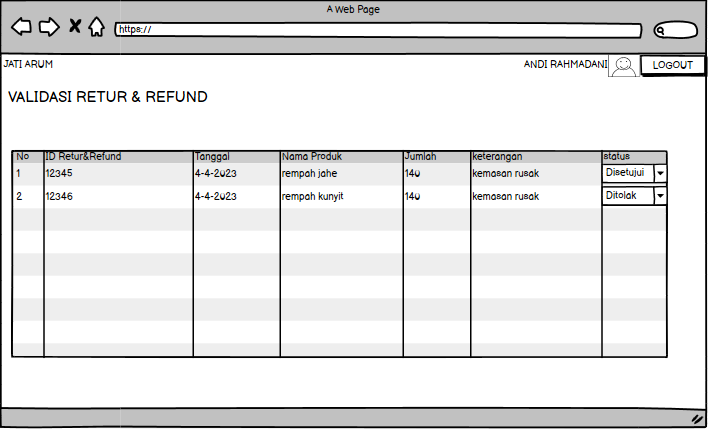 A Web Page
https://
JATI ARUM
ANDI RAHMADANI
LOGOUT
VALIDASI RETUR & REFUND
No ID Retur&Refund Tanggal Nama Produk Jumlah keterangan status
1 12345 4-4-2023 rempah jahe 140 kemasan rusak Disetujui
2 12346 4-4-2023 rempah kunyit 140 kemasan rusak Ditolak